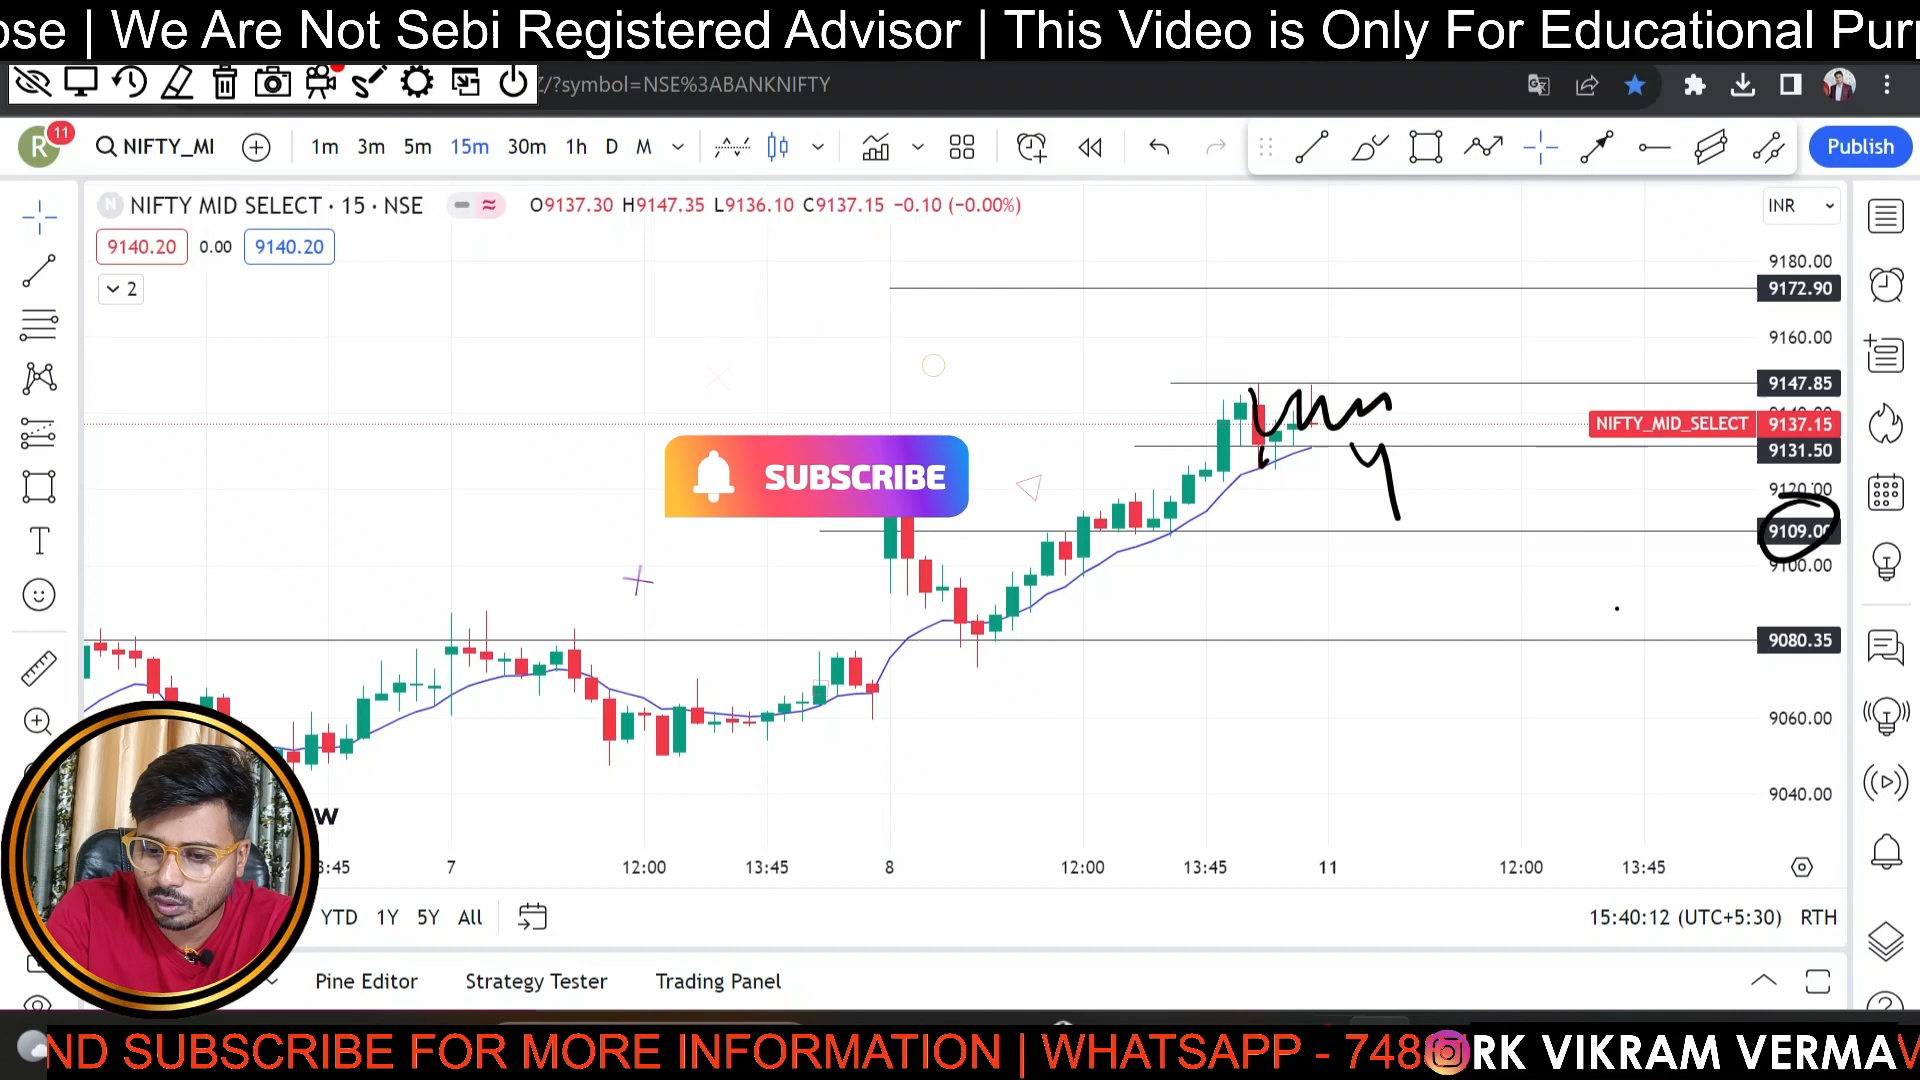 ose | We Are Not Sebi Registered Advisor | This Video is Only For Educational Pur
Z/?symbol=NSE%3ABANKNIFTY
R 11 NIFTY_MI 1m 3m 5m 15m 30m 1h D M Publish
N NIFTY MID SELECT · 15 · NSE O9137.30 H9147.35 L9136.10 C9137.15 −0.10 (−0.00%) INR
9140.20 0.00 9140.20
2
9180.00
9172.90
9160.00
9147.85
NIFTY_MID_SELECT 9137.15
9131.50
SUBSCRIBE
9120.00
9109.00
9100.00
9080.35
9060.00
9040.00
w
3:45 7 12:00 13:45 8 12:00 13:45 11 12:00 13:45
YTD 1Y 5Y All 15:40:12 (UTC+5:30) RTH
Pine Editor Strategy Tester Trading Panel
ND SUBSCRIBE FOR MORE INFORMATION | WHATSAPP - 748 RK VIKRAM VERMA